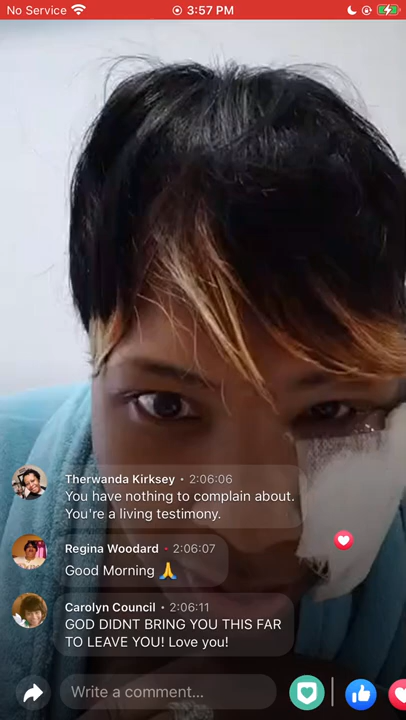 No Service
3:57 PM
Therwanda Kirksey • 2:06:06
You have nothing to complain about.
You're a living testimony.
Regina Woodard • 2:06:07
Good Morning 🙏
Carolyn Council • 2:06:11
GOD DIDNT BRING YOU THIS FAR
TO LEAVE YOU! Love you!
Write a comment...